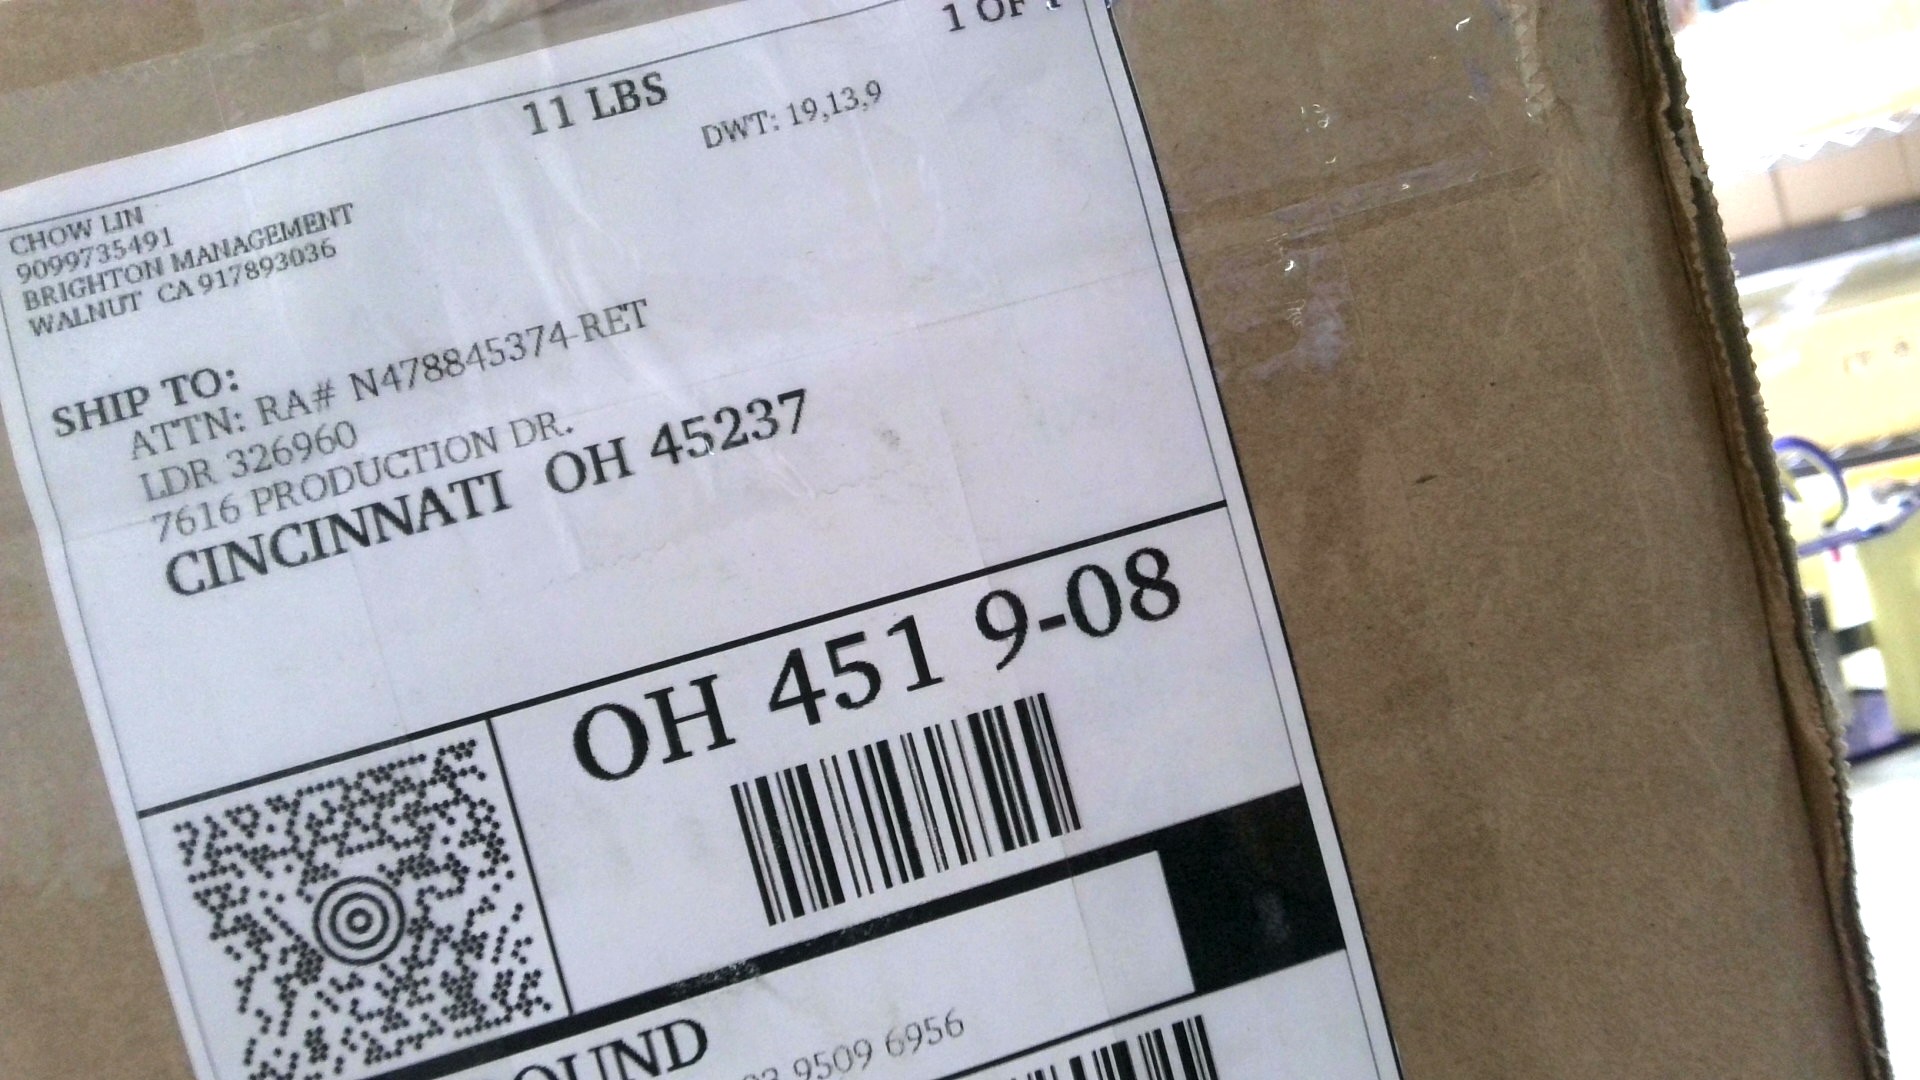 1 OF 1
11 LBS
DWT: 19,13,9
CHOW LIN
9099735491
BRIGHTON MANAGEMENT
WALNUT CA 917893036
SHIP TO:
ATTN: RA# N478845374-RET
LDR 326960
7616 PRODUCTION DR.
CINCINNATI OH 45237
OH 451 9-08
9509 6956